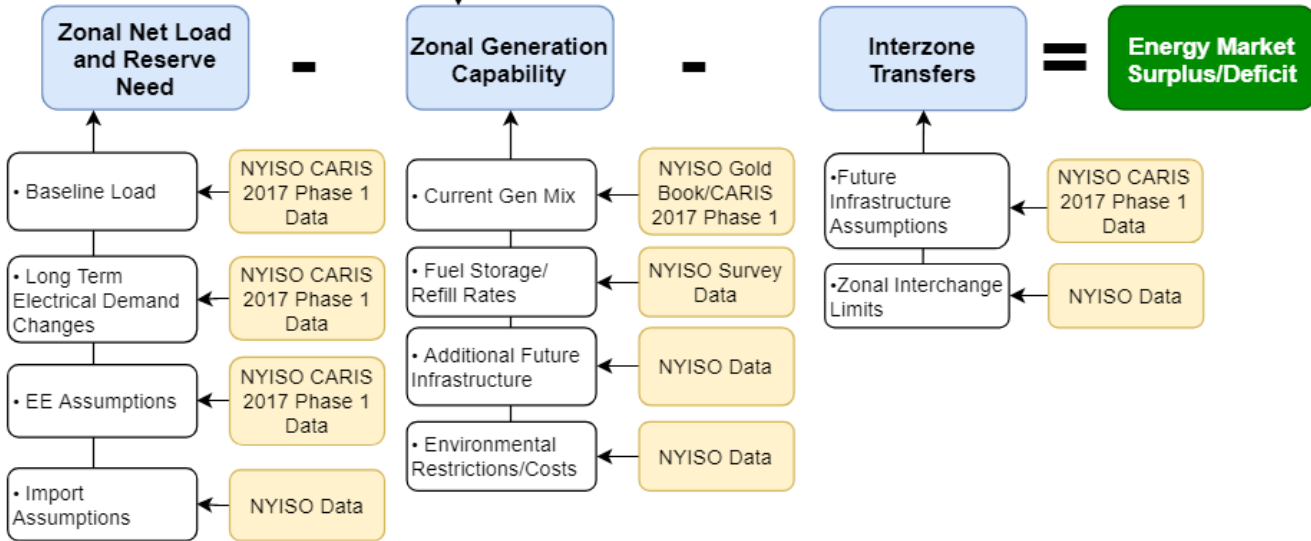 Zonal Net Load
and Reserve
Need
-
Zonal Generation
Capability
-
Interzone
Transfers
=
Energy Market
Surplus/Deficit
• Baseline Load
NYISO CARIS
2017 Phase 1
Data
• Long Term
Electrical Demand
Changes
NYISO CARIS
2017 Phase 1
Data
• EE Assumptions
NYISO CARIS
2017 Phase 1
Data
• Import
Assumptions
NYISO Data
• Current Gen Mix
NYISO Gold
Book/CARIS
2017 Phase 1
• Fuel Storage/
Refill Rates
NYISO Survey
Data
• Additional Future
Infrastructure
NYISO Data
• Environmental
Restrictions/Costs
NYISO Data
•Future
Infrastructure
Assumptions
NYISO CARIS
2017 Phase 1
Data
•Zonal Interchange
Limits
NYISO Data